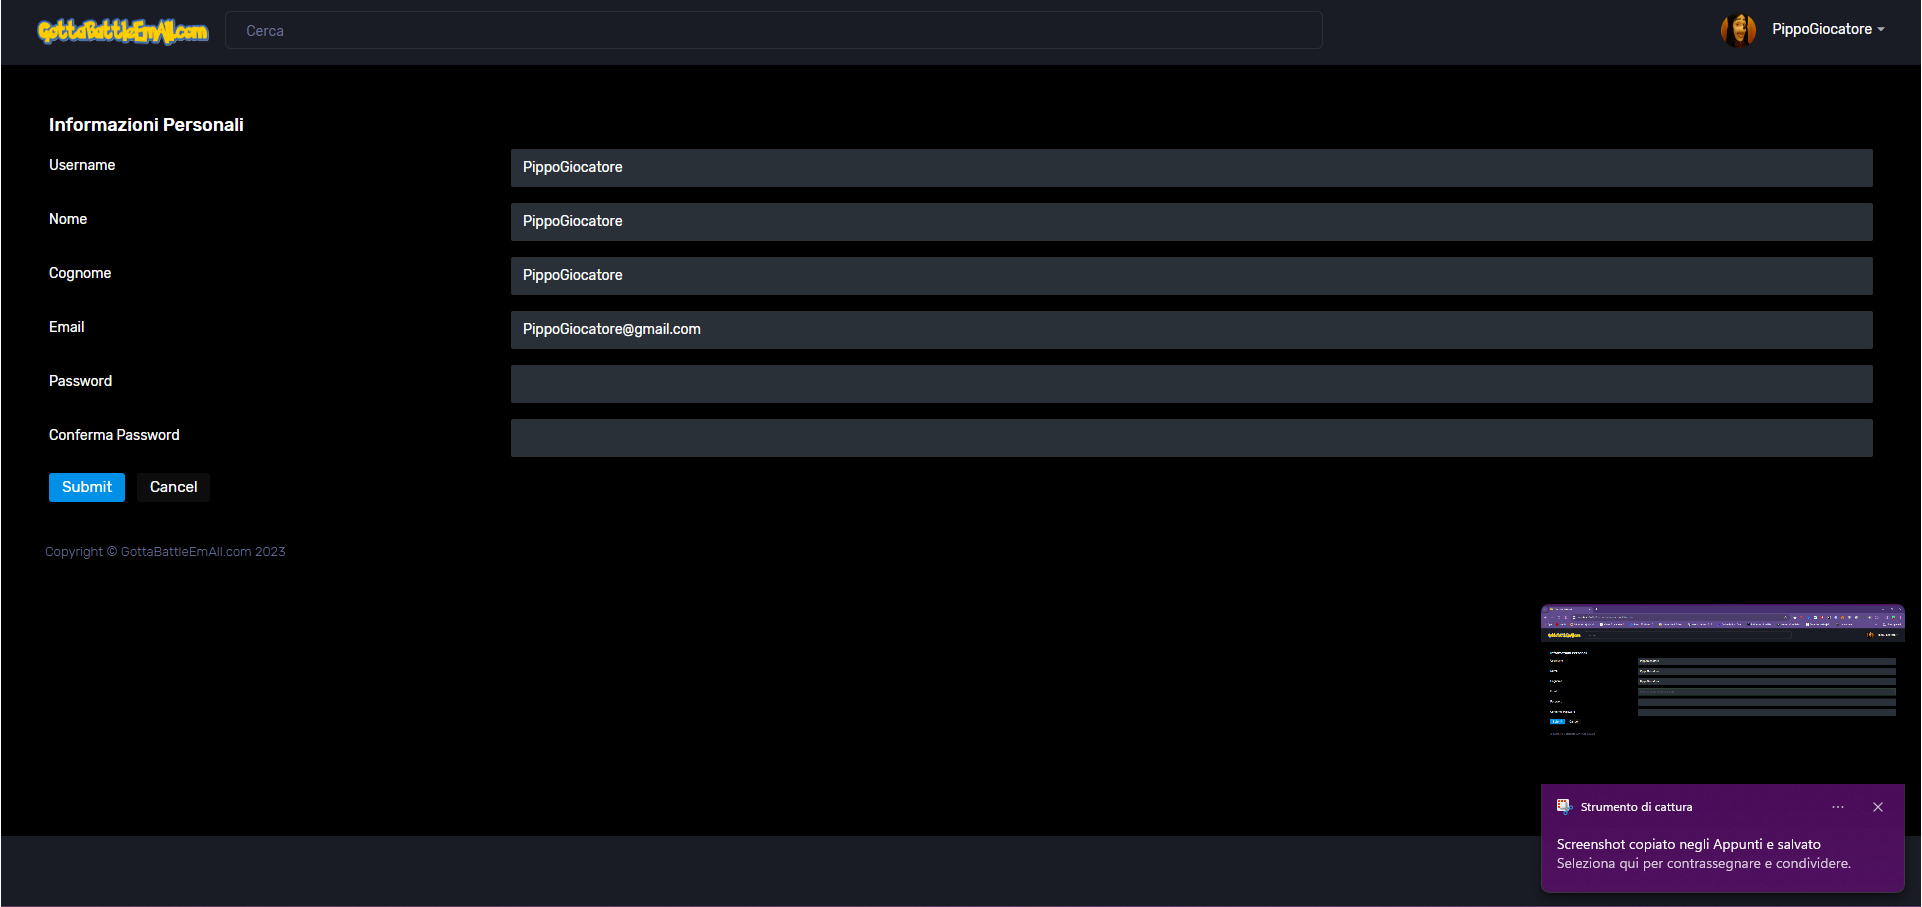 GottaBattleEmAll.com
Cerca
PippoGiocatore
Informazioni Personali
Username
PippoGiocatore
Nome
PippoGiocatore
Cognome
PippoGiocatore
Email
PippoGiocatore@gmail.com
Password
Conferma Password
Submit Cancel
Copyright © GottaBattleEmAll.com 2023
Strumento di cattura
Screenshot copiato negli Appunti e salvato
Seleziona qui per contrassegnare e condividere.